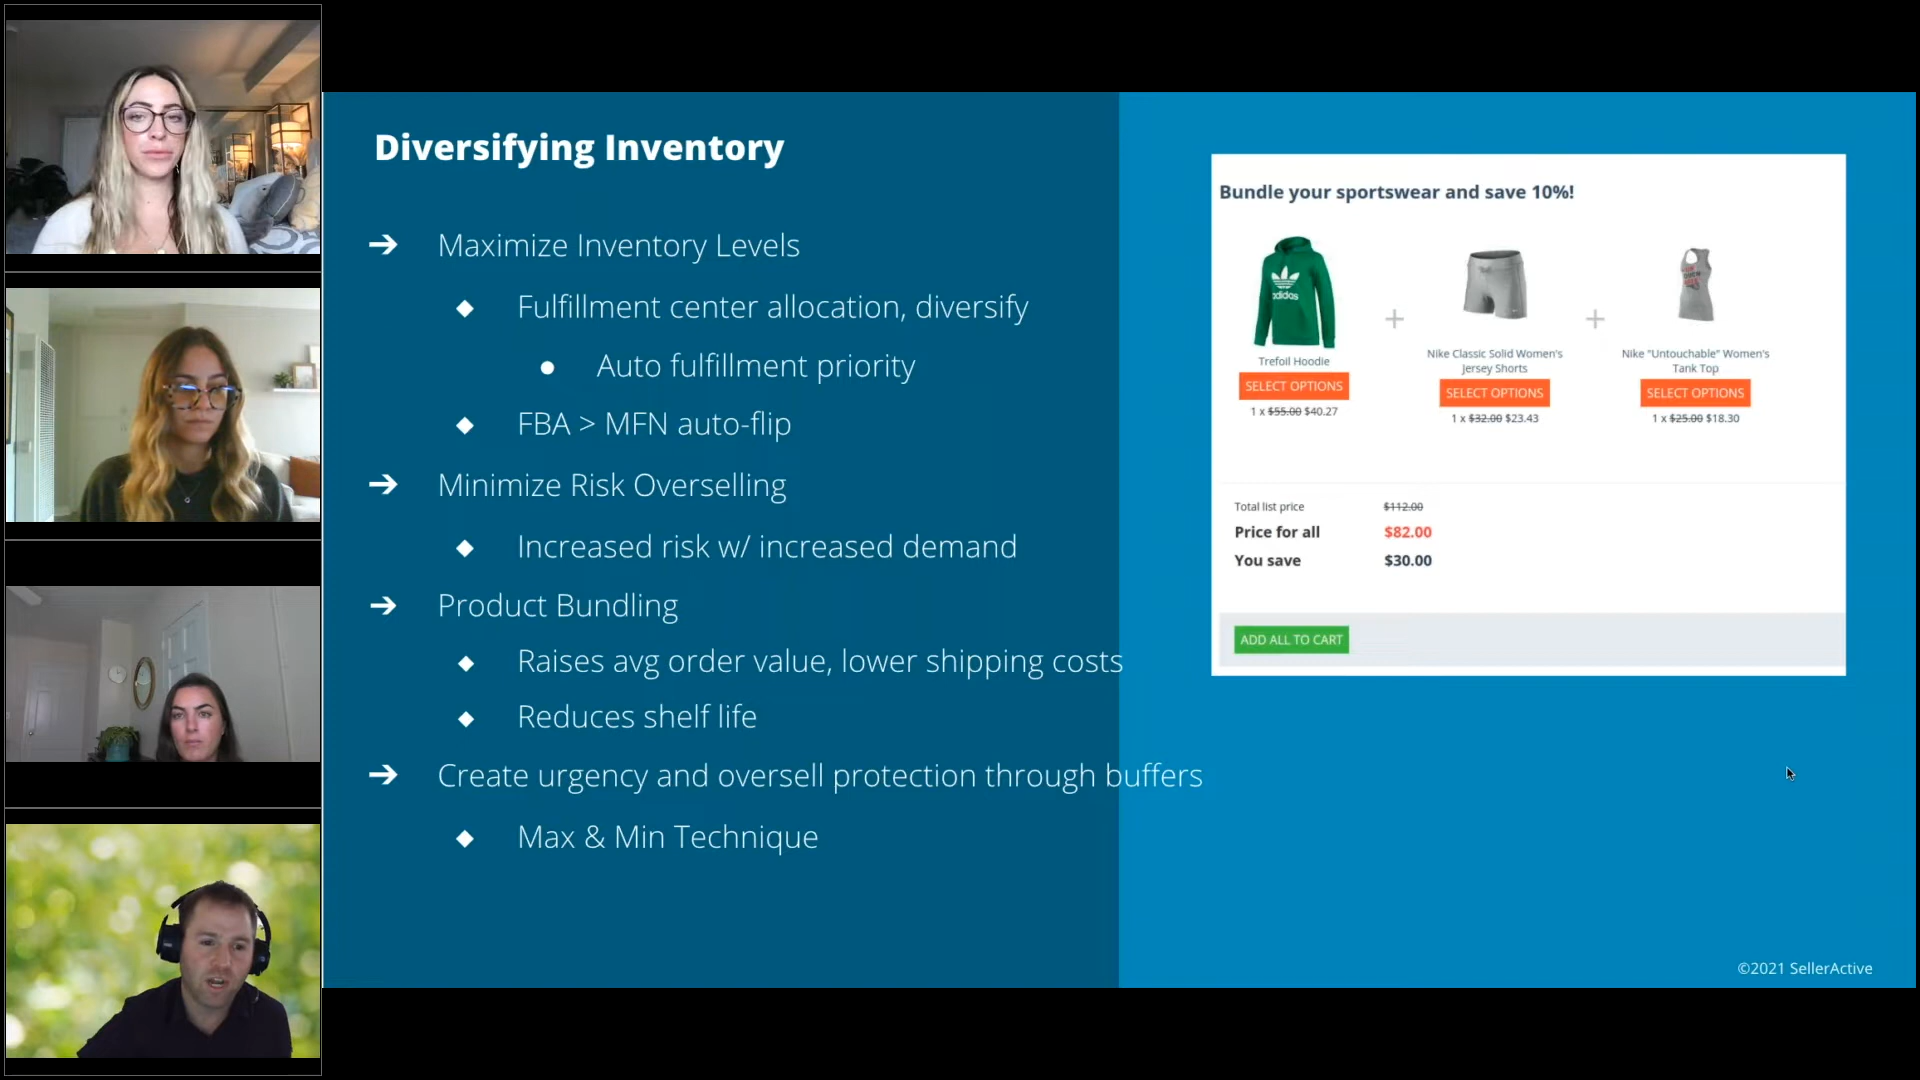 Diversifying Inventory
➔ Maximize Inventory Levels
◆ Fulfillment center allocation, diversify
● Auto fulfillment priority
◆ FBA > MFN auto-flip
➔ Minimize Risk Overselling
◆ Increased risk w/ increased demand
➔ Product Bundling
◆ Raises avg order value, lower shipping costs
◆ Reduces shelf life
➔ Create urgency and oversell protection through buffers
◆ Max & Min Technique
Bundle your sportswear and save 10%!
adidas
+
+
Trefoil Hoodie
SELECT OPTIONS
1 x $55.00 $40.27
Nike Classic Solid Women's
Jersey Shorts
SELECT OPTIONS
1 x $32.00 $23.43
Nike "Untouchable" Women's
Tank Top
SELECT OPTIONS
1 x $25.00 $18.30
Total list price $112.00
Price for all $82.00
You save $30.00
ADD ALL TO CART
©2021 SellerActive